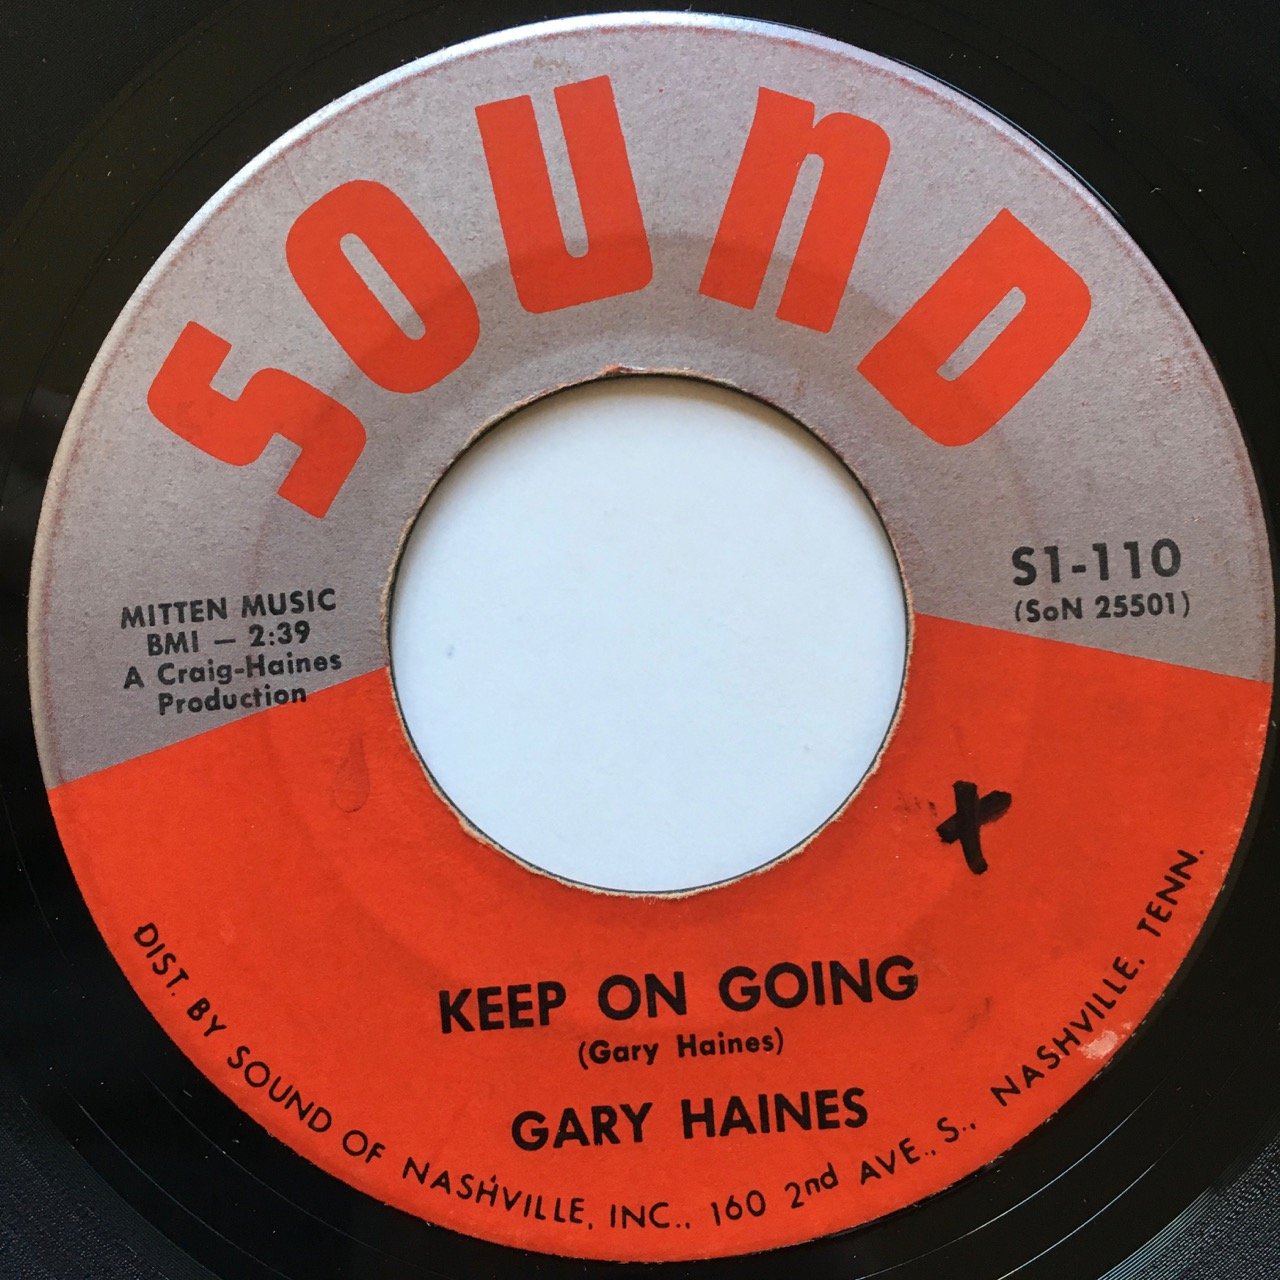 SOUND
MITTEN MUSIC
BMI — 2:39
A Craig-Haines
Production
S1-110
(SoN 25501)
KEEP ON GOING
(Gary Haines)
GARY HAINES
DIST. BY SOUND OF NASHVILLE, INC., 160 2nd AVE., S., NASHVILLE, TENN.